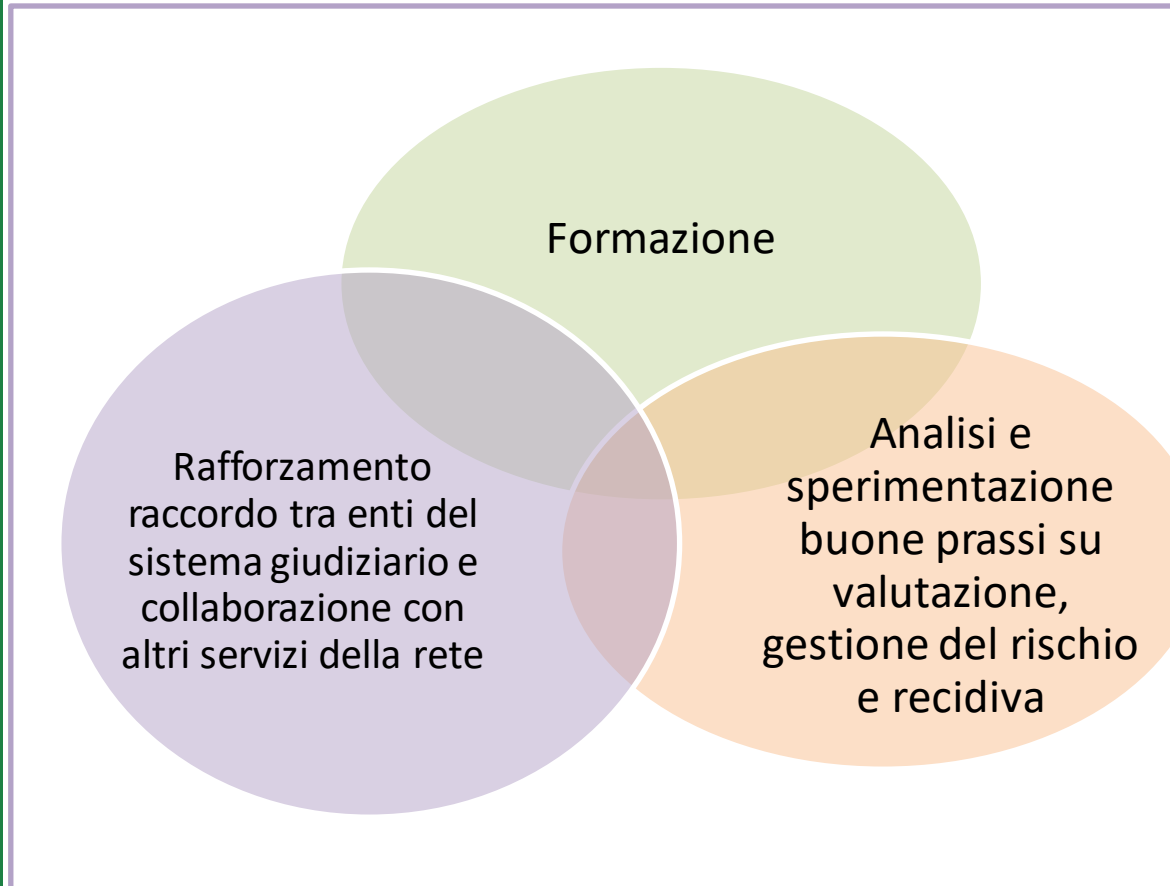 Formazione
Rafforzamento
raccordo tra enti del
sistema giudiziario e
collaborazione con
altri servizi della rete
Analisi e
sperimentazione
buone prassi su
valutazione,
gestione del rischio
e recidiva